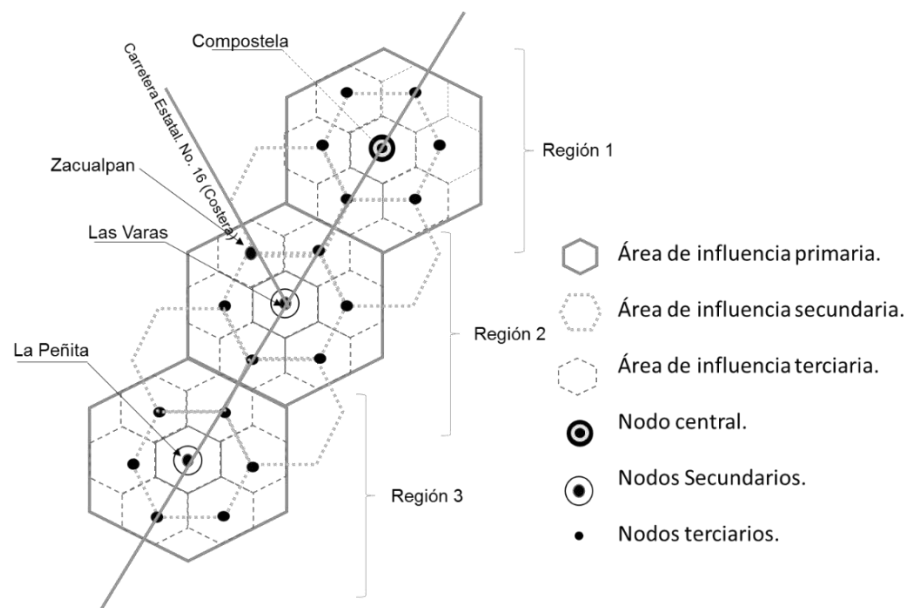 Compostela
Carretera Estatal. No. 16 (Costera)
Zacualpan
Las Varas
La Peñita
Región 1
Región 2
Región 3
Área de influencia primaria.
Área de influencia secundaria.
Área de influencia terciaria.
Nodo central.
Nodos Secundarios.
Nodos terciarios.